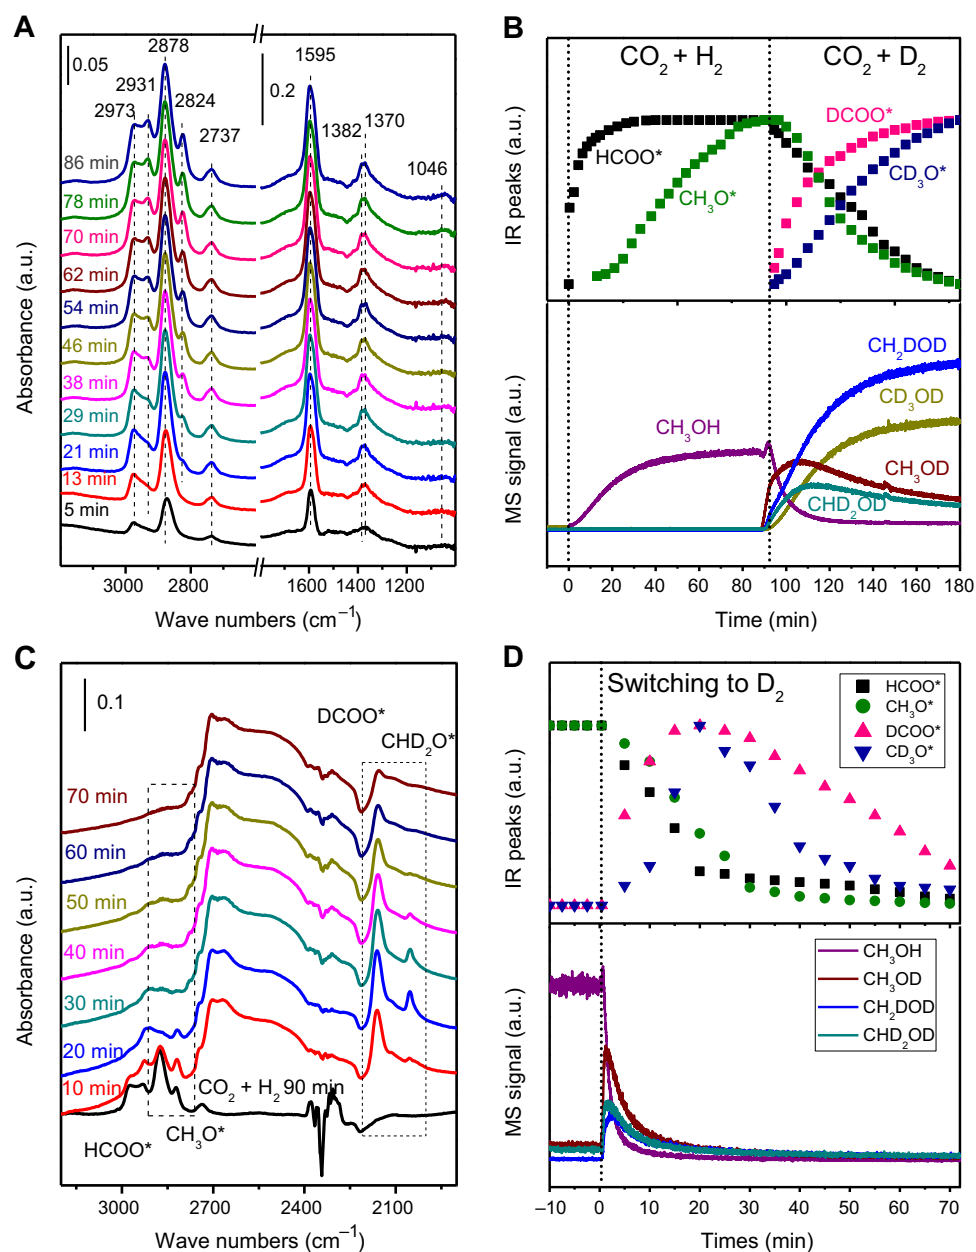 A
0.05
2973
2931
2878
2824
2737
0.2
1595
1382
1370
1046
86 min
78 min
70 min
62 min
54 min
46 min
38 min
29 min
21 min
13 min
5 min
Absorbance (a.u.)
3000 2800 1600 1400 1200
Wave numbers (cm⁻¹)
B
CO₂ + H₂ CO₂ + D₂
HCOO*
CH₃O*
DCOO*
CD₃O*
IR peaks (a.u.)
CH₃OH
CH₂DOD
CD₃OD
CH₃OD
CHD₂OD
MS signal (a.u.)
0 20 40 60 80 100 120 140 160 180
Time (min)
C
0.1
DCOO*
CHD₂O*
70 min
60 min
50 min
40 min
30 min
20 min
10 min
CO₂ + H₂ 90 min
HCOO*
CH₃O*
Absorbance (a.u.)
3000 2700 2400 2100
Wave numbers (cm⁻¹)
D
Switching to D₂
HCOO*
CH₃O*
DCOO*
CD₃O*
IR peaks (a.u.)
CH₃OH
CH₃OD
CH₂DOD
CHD₂OD
MS signal (a.u.)
–10 0 10 20 30 40 50 60 70
Times (min)